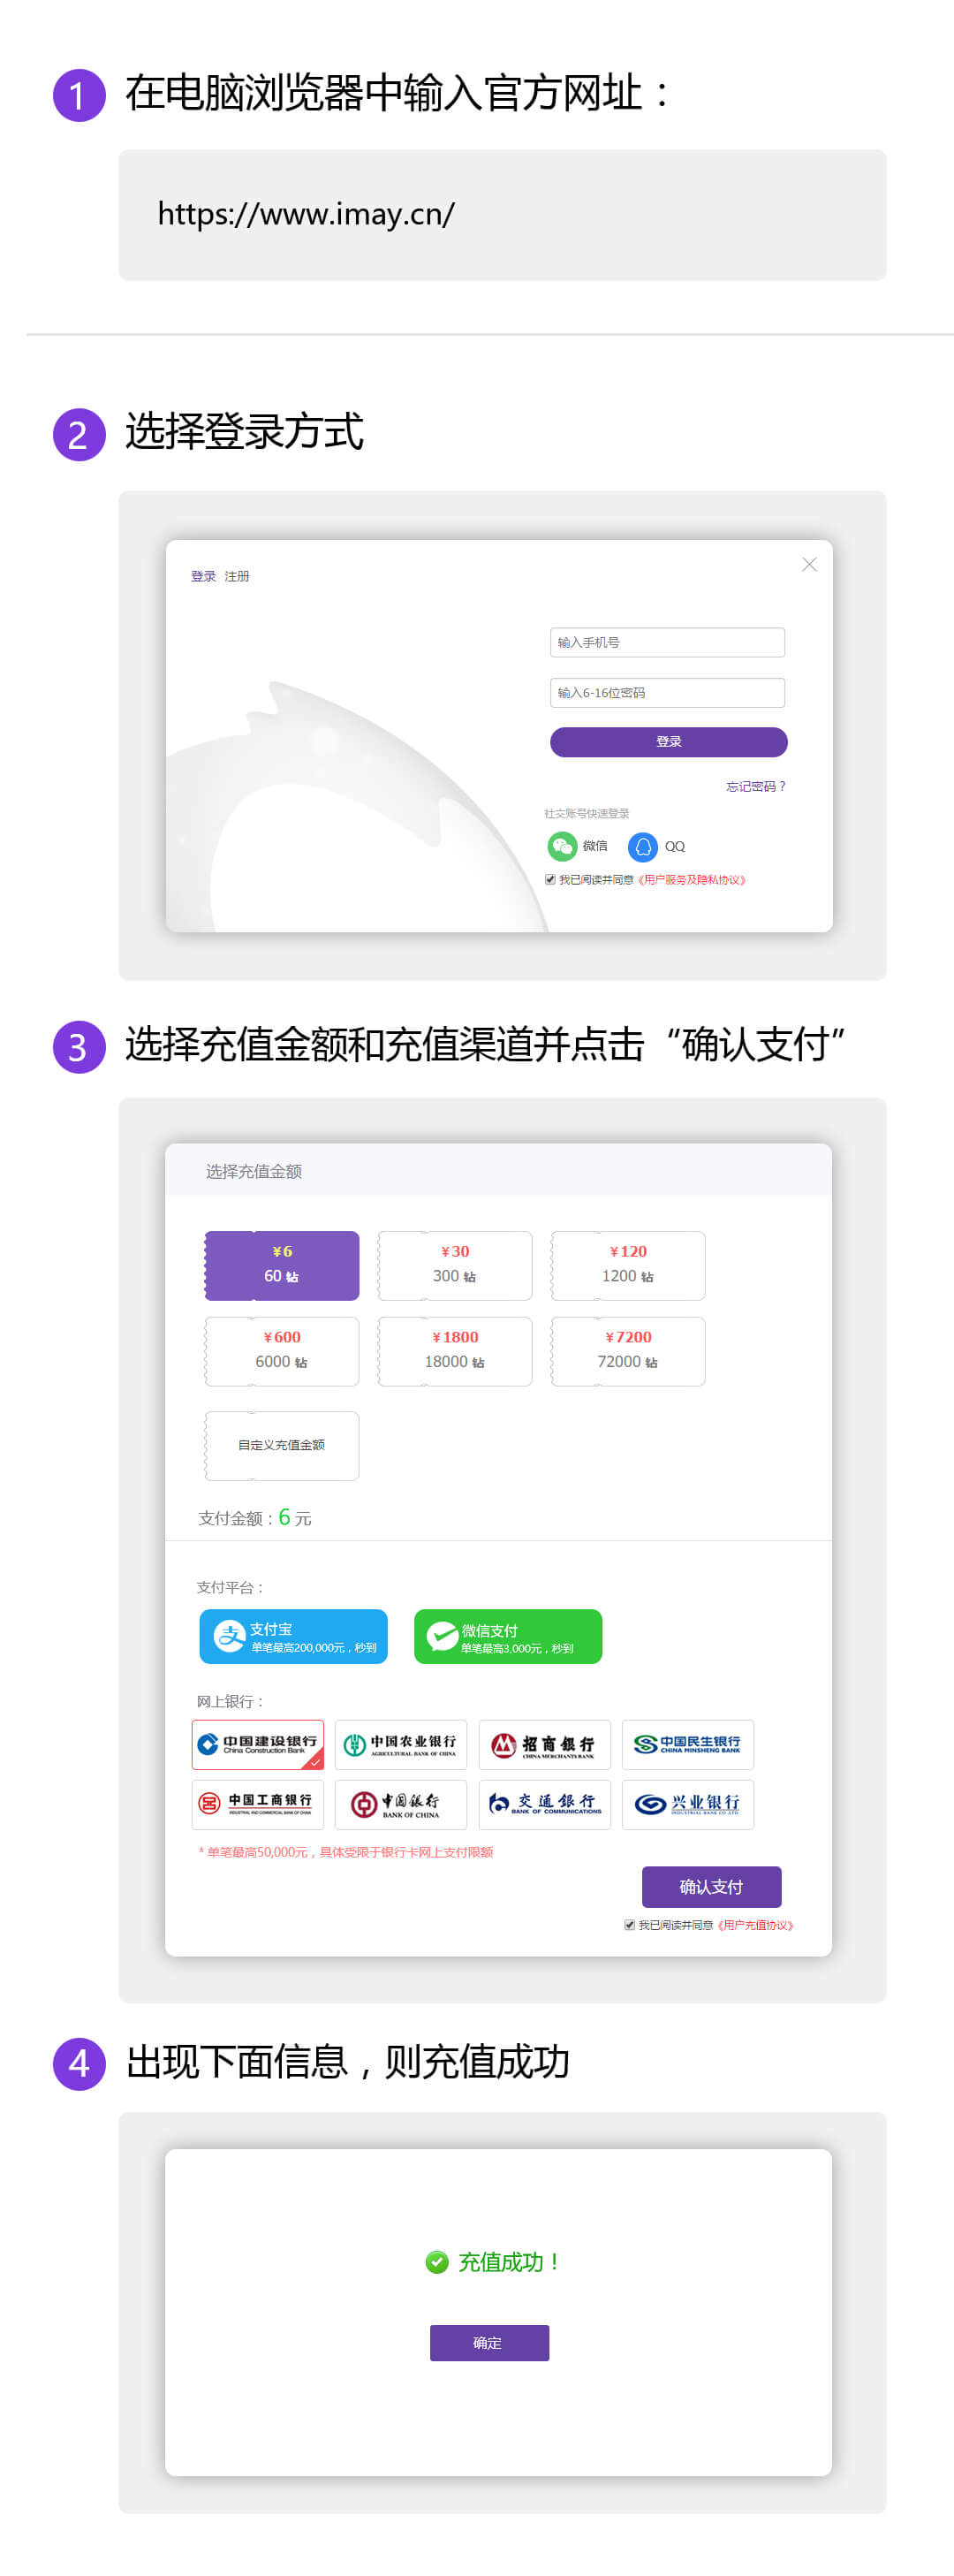 1 在电脑浏览器中输入官方网址：
https://www.imay.cn/
2 选择登录方式
登录 注册
输入手机号
输入6-16位密码
登录
忘记密码？
社交账号快速登录
微信 QQ
我已阅读并同意《用户服务及隐私协议》
3 选择充值金额和充值渠道并点击“确认支付”
选择充值金额
¥6 ¥30 ¥120
60 钻 300 钻 1200 钻
¥600 ¥1800 ¥7200
6000 钻 18000 钻 72000 钻
自定义充值金额
支付金额：6 元
支付平台：
支付宝 微信支付
单笔最高200,000元，秒到 单笔最高3,000元，秒到
网上银行：
中国建设银行 中国农业银行 招商银行 中国民生银行
China Construction Bank AGRICULTURAL BANK OF CHINA CHINA MERCHANTS BANK CHINA MINSHENG BANK
中国工商银行 中国银行 交通银行 兴业银行
INDUSTRIAL AND COMMERCIAL BANK OF CHINA BANK OF CHINA BANK OF COMMUNICATIONS INDUSTRIAL BANK CO.,LTD.
* 单笔最高50,000元，具体受限于银行卡网上支付限额
确认支付
我已阅读并同意《用户充值协议》
4 出现下面信息，则充值成功
充值成功！
确定